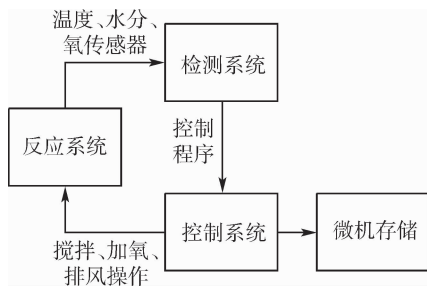 温度、水分、
氧传感器
检测系统
控制
程序
反应系统
控制系统
微机存储
搅拌、加氧、
排风操作